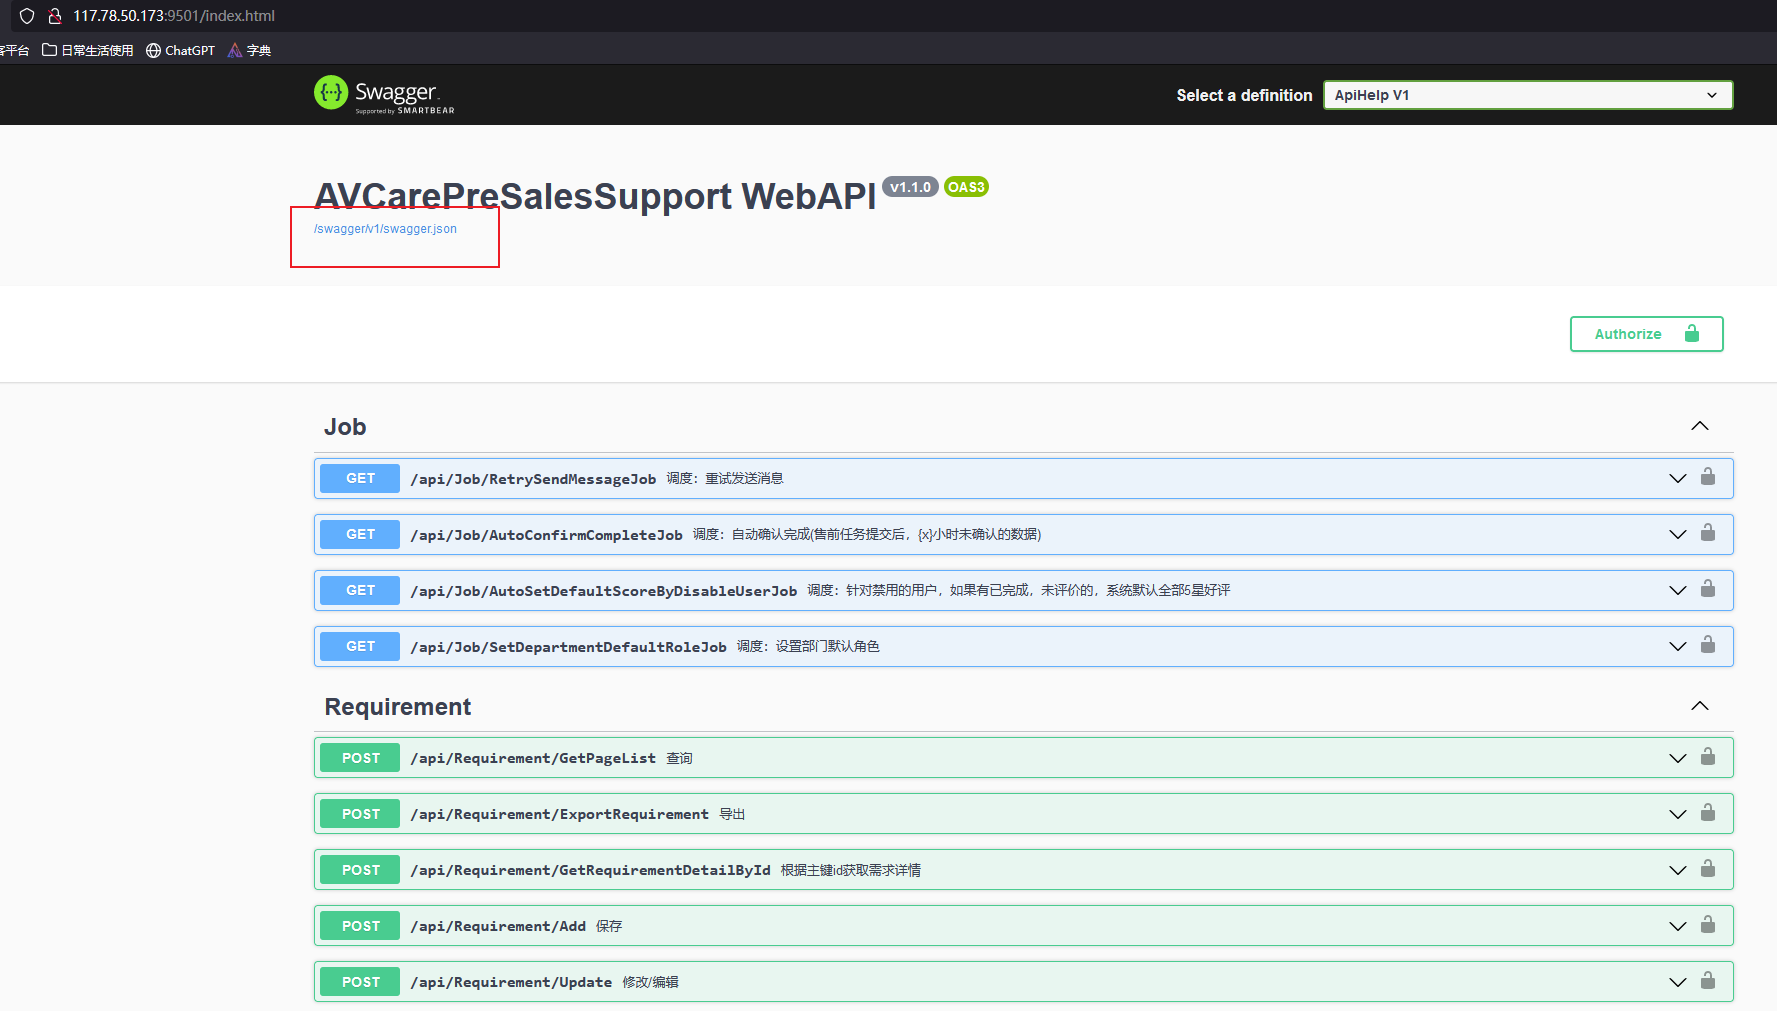 117.78.50.173:9501/index.html
客平台 日常生活使用 ChatGPT 字典
Swagger.
Supported by SMARTBEAR
Select a definition ApiHelp V1
AVCarePreSalesSupport WebAPI v1.1.0 OAS3
/swagger/v1/swagger.json
Authorize
Job
GET /api/Job/RetrySendMessageJob 调度：重试发送消息
GET /api/Job/AutoConfirmCompleteJob 调度：自动确认完成(售前任务提交后，{x}小时未确认的数据)
GET /api/Job/AutoSetDefaultScoreByDisableUserJob 调度：针对禁用的用户，如果有已完成，未评价的，系统默认全部5星好评
GET /api/Job/SetDepartmentDefaultRoleJob 调度：设置部门默认角色
Requirement
POST /api/Requirement/GetPageList 查询
POST /api/Requirement/ExportRequirement 导出
POST /api/Requirement/GetRequirementDetailById 根据主键id获取需求详情
POST /api/Requirement/Add 保存
POST /api/Requirement/Update 修改/编辑